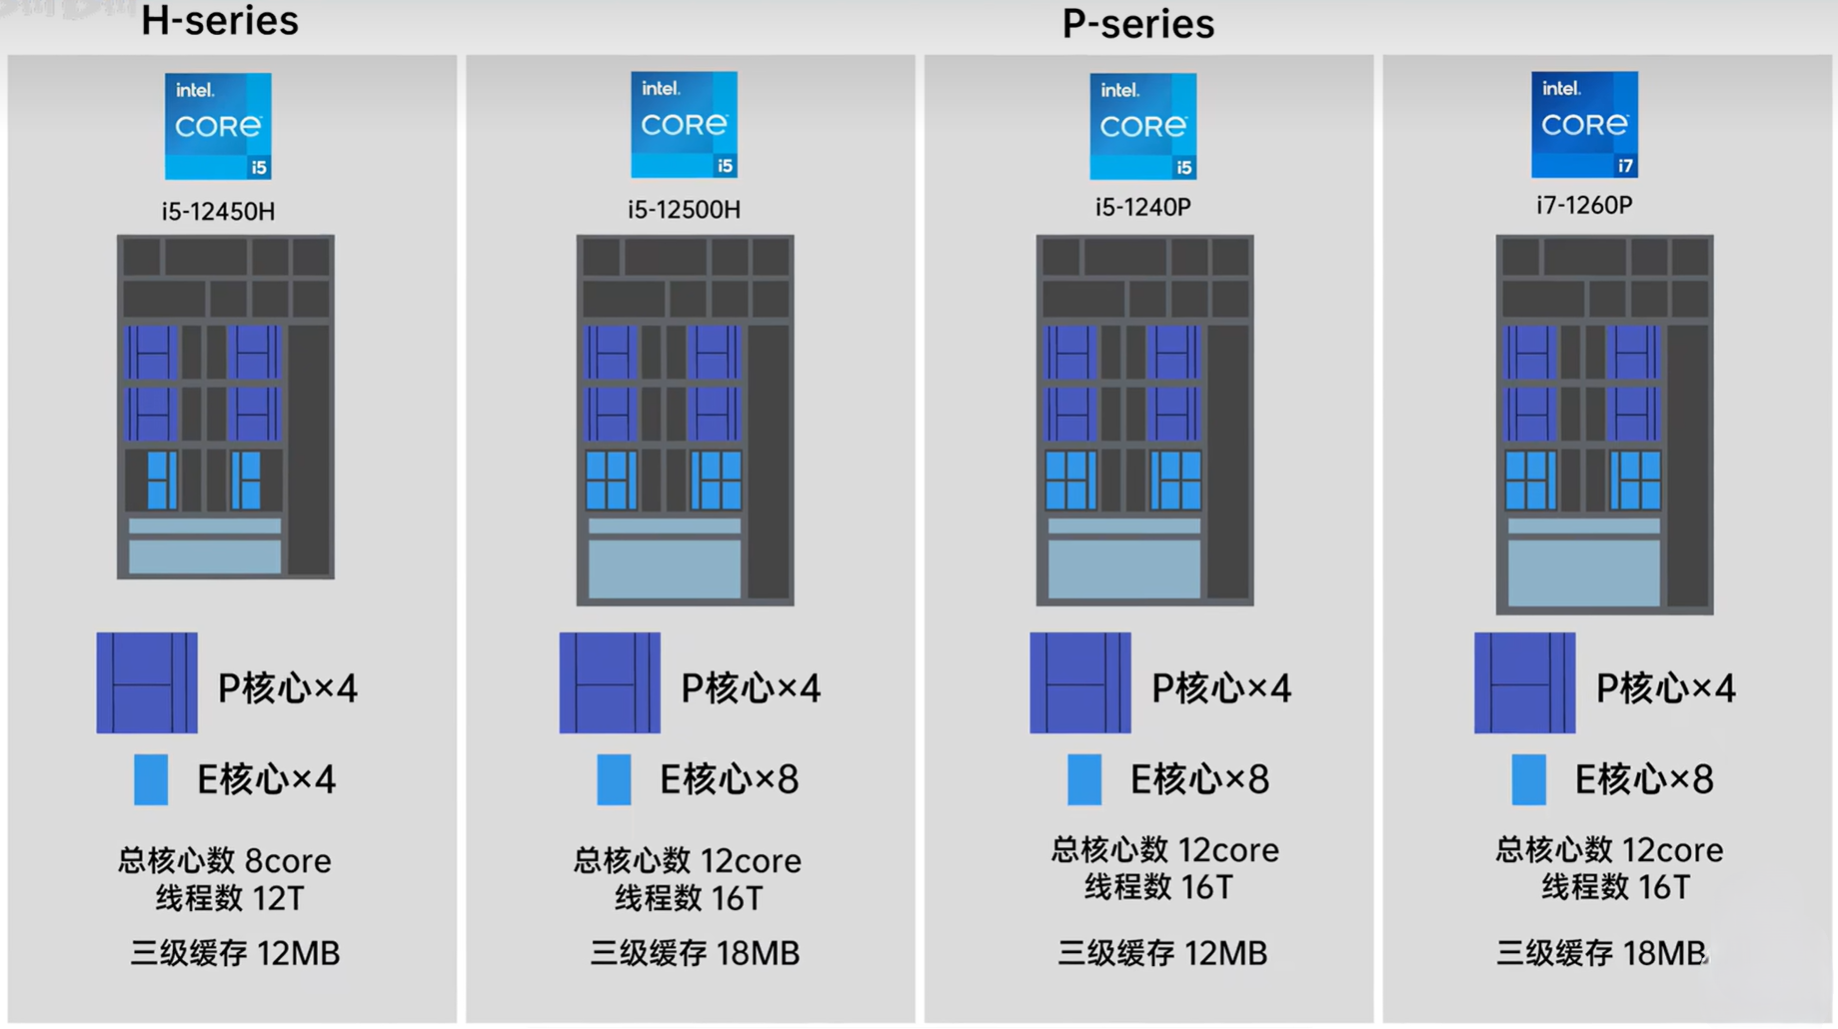 H-series
P-series
intel.
CORE
i5
i5-12450H
P核心×4
E核心×4
总核心数 8core
线程数 12T
三级缓存 12MB
intel.
CORE
i5
i5-12500H
P核心×4
E核心×8
总核心数 12core
线程数 16T
三级缓存 18MB
intel.
CORE
i5
i5-1240P
P核心×4
E核心×8
总核心数 12core
线程数 16T
三级缓存 12MB
intel.
CORE
i7
i7-1260P
P核心×4
E核心×8
总核心数 12core
线程数 16T
三级缓存 18MB